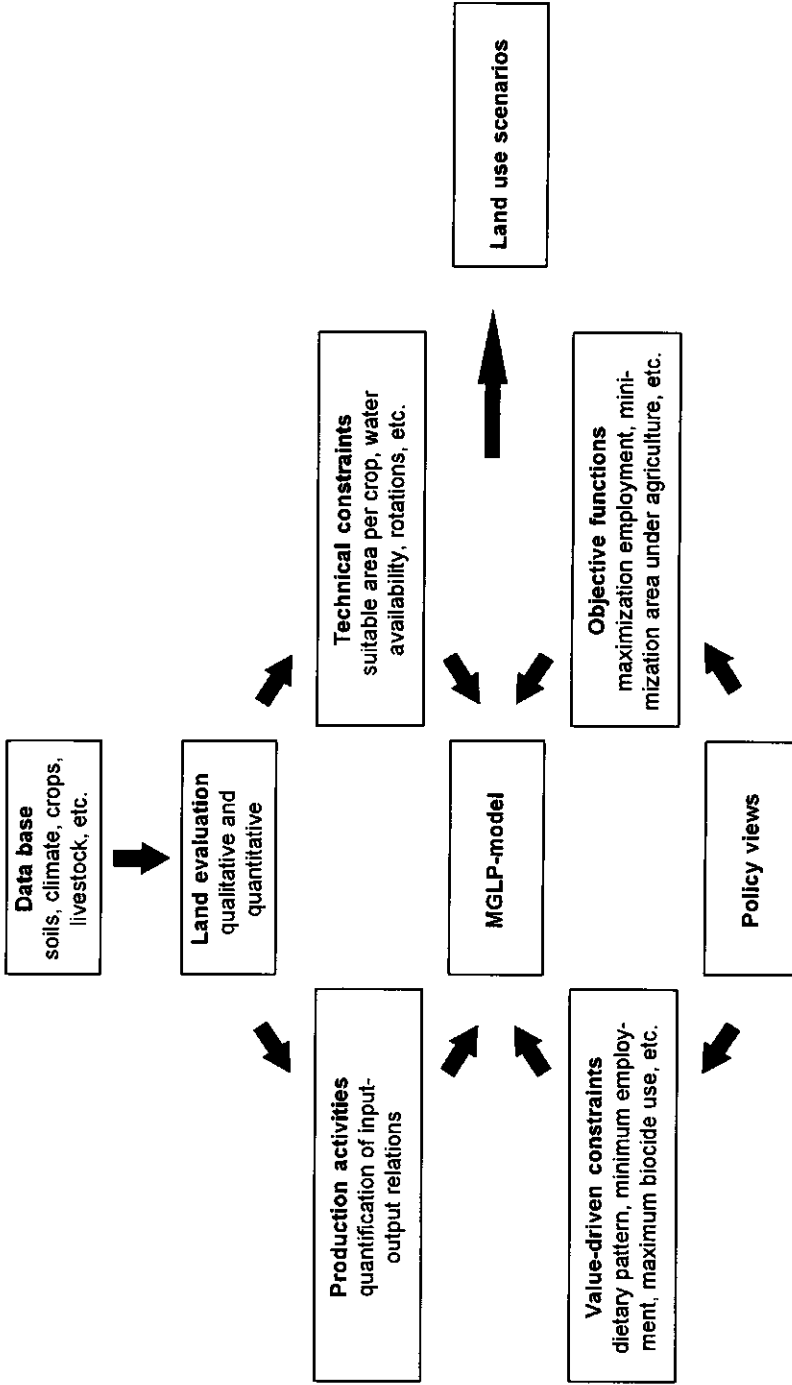 Data base
soils, climate, crops,
livestock, etc.
Land evaluation
qualitative and
quantitative
Production activities
quantification of input-
output relations
Technical constraints
suitable area per crop, water
availability, rotations, etc.
MGLP-model
Land use scenarios
Value-driven constraints
dietary pattern, minimum employ-
ment, maximum biocide use, etc.
Objective functions
maximization employment, mini-
mization area under agriculture, etc.
Policy views